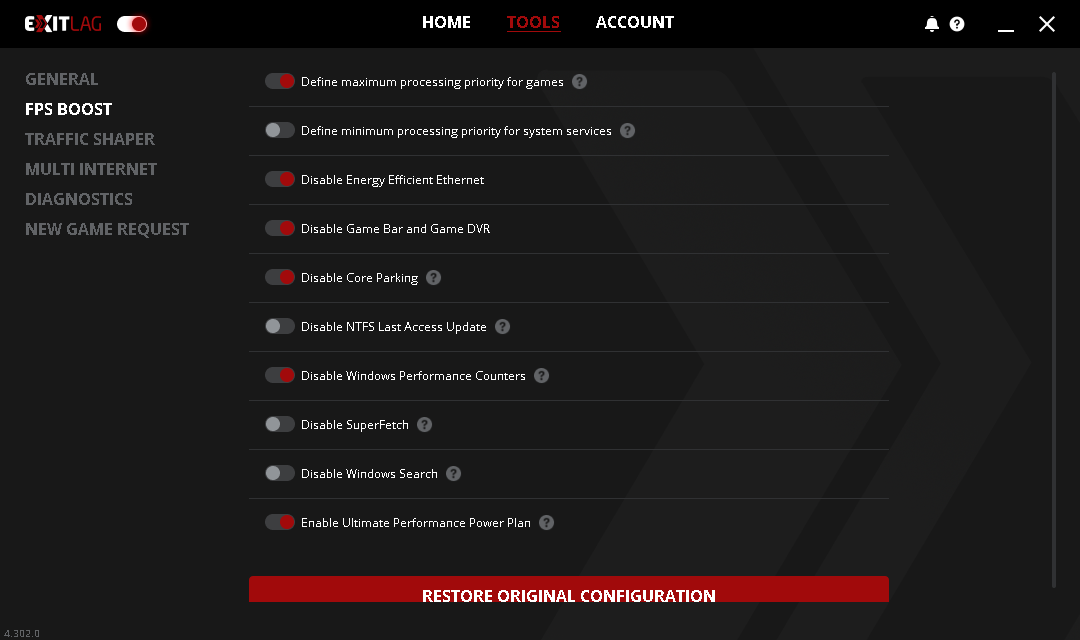 EXITLAG
HOME
TOOLS
ACCOUNT
?
GENERAL
FPS BOOST
TRAFFIC SHAPER
MULTI INTERNET
DIAGNOSTICS
NEW GAME REQUEST
Define maximum processing priority for games ?
Define minimum processing priority for system services ?
Disable Energy Efficient Ethernet
Disable Game Bar and Game DVR
Disable Core Parking ?
Disable NTFS Last Access Update ?
Disable Windows Performance Counters ?
Disable SuperFetch ?
Disable Windows Search ?
Enable Ultimate Performance Power Plan ?
RESTORE ORIGINAL CONFIGURATION
4.302.0